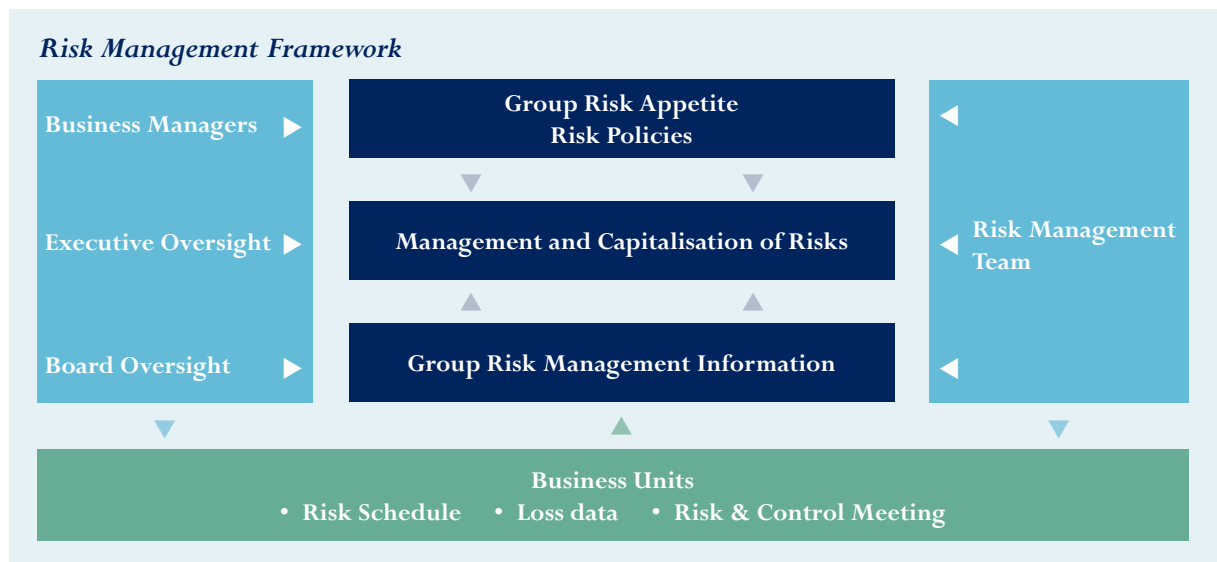 Risk Management Framework
Business Managers
Executive Oversight
Board Oversight
Group Risk Appetite
Risk Policies
Management and Capitalisation of Risks
Group Risk Management Information
Risk Management
Team
Business Units
• Risk Schedule • Loss data • Risk & Control Meeting